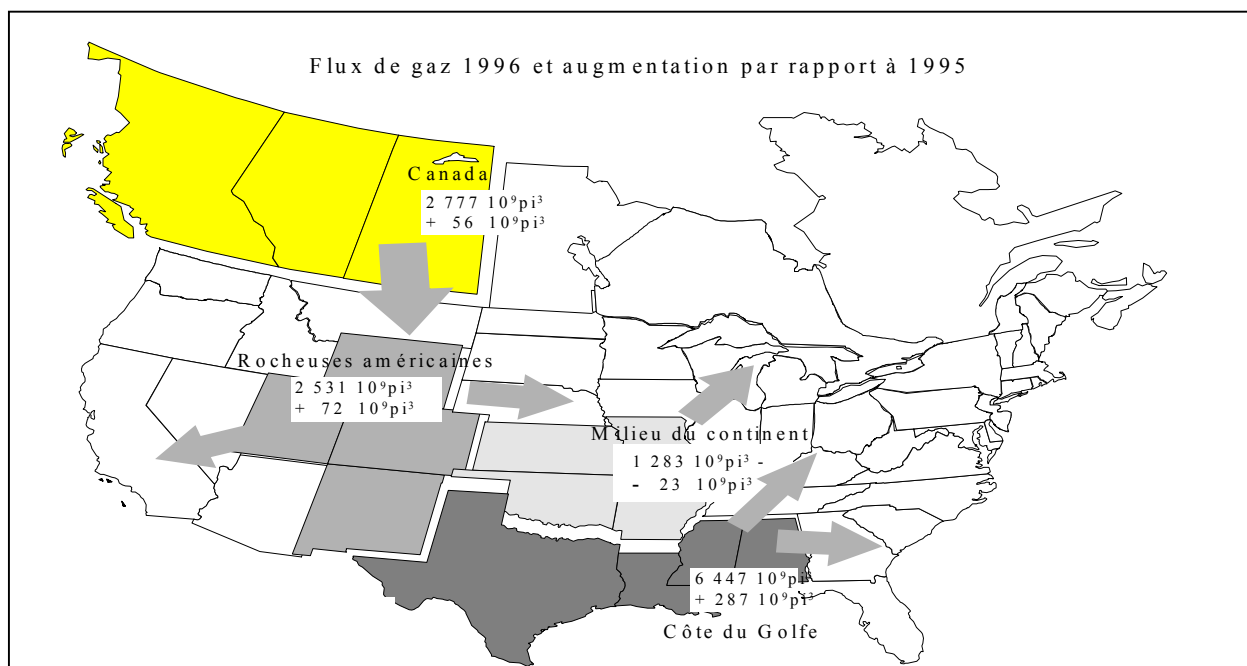 Flux de gaz 1996 et augmentation par rapport à 1995
Canada
2 777 10⁹pi³
+ 56 10⁹pi³
Rocheuses américaines
2 531 10⁹pi³
+ 72 10⁹pi³
Milieu du continent
1 283 10⁹pi³ -
- 23 10⁹pi³
6 447 10⁹pi³
+ 287 10⁹pi³
Côte du Golfe